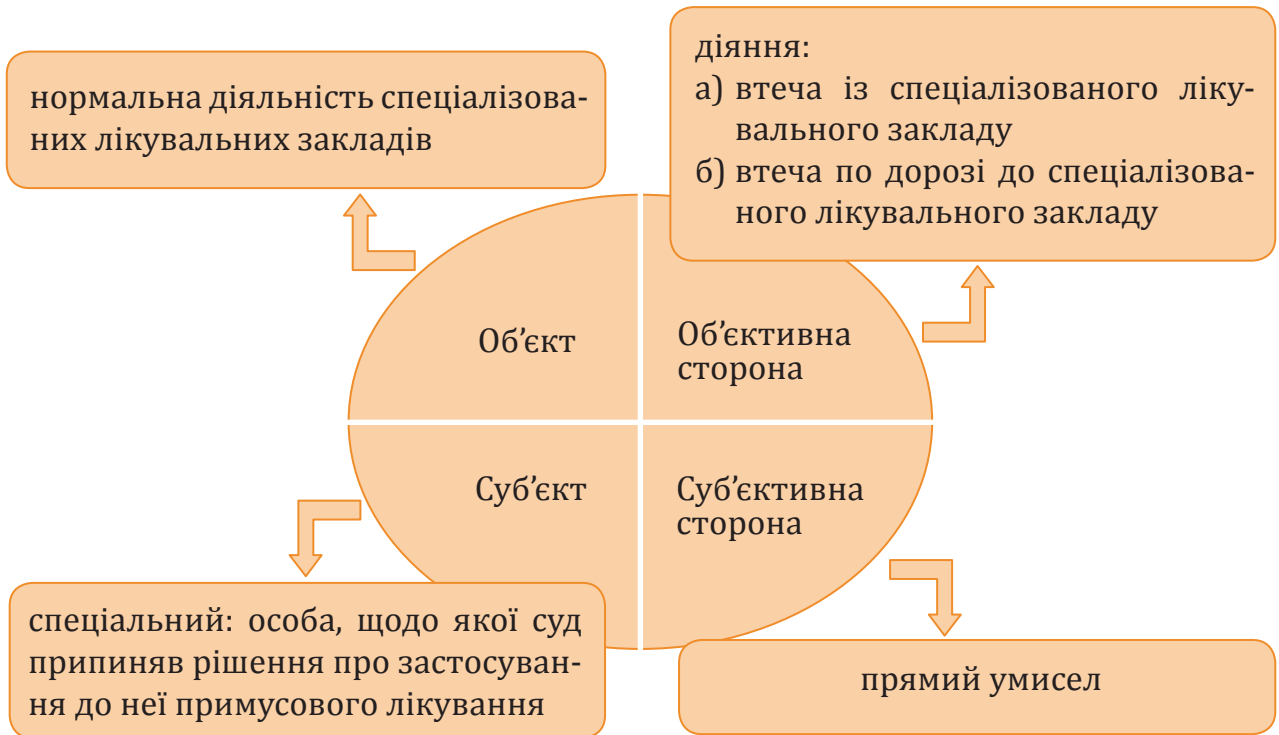 нормальна діяльність спеціалізова-
них лікувальних закладів
діяння:
а) втеча із спеціалізованого ліку-
вального закладу
б) втеча по дорозі до спеціалізова-
ного лікувального закладу
Об’єкт
Об’єктивна
сторона
Суб’єкт
Суб’єктивна
сторона
спеціальний: особа, щодо якої суд
припиняв рішення про застосуван-
ня до неї примусового лікування
прямий умисел